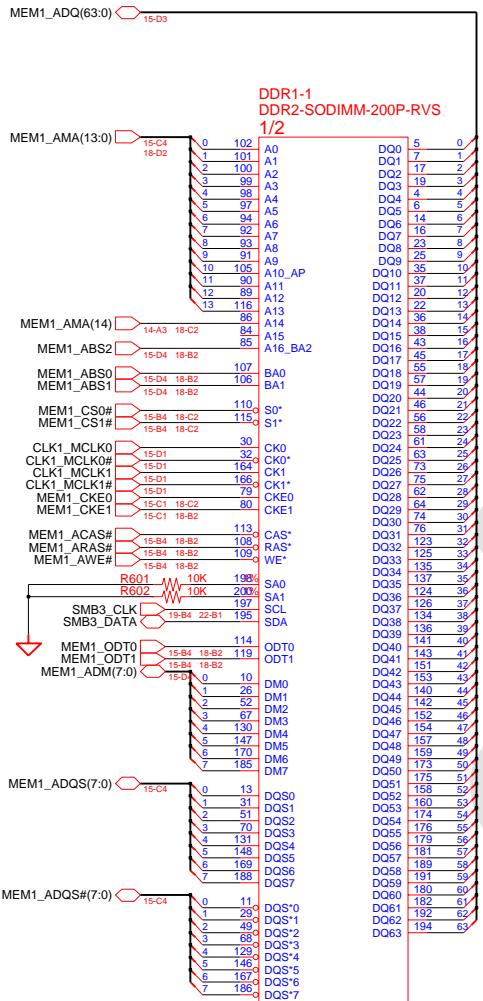 MEM1_ADQ(63:0)
15-D3
DDR1-1
DDR2-SODIMM-200P-RVS
1/2
MEM1_AMA(13:0)
15-C4
18-D2
0 102 A0
1 101 A1
2 100 A2
3 99 A3
4 98 A4
5 97 A5
6 94 A6
7 92 A7
8 93 A8
9 91 A9
10 105 A10_AP
11 90 A11
12 89 A12
13 116 A13
MEM1_AMA(14) 14-A3 18-C2 86 A14
84 A15
MEM1_ABS2 15-D4 18-B2 85 A16_BA2
MEM1_ABS0 15-D4 18-B2 107 BA0
MEM1_ABS1 15-D4 18-B2 106 BA1
MEM1_CS0# 15-B4 18-C2 110 S0*
MEM1_CS1# 15-B4 18-C2 115 S1*
CLK1_MCLK0 15-D1 30 CK0
CLK1_MCLK0# 15-D1 32 CK0*
CLK1_MCLK1 15-D1 164 CK1
CLK1_MCLK1# 15-D1 166 CK1*
MEM1_CKE0 15-C1 18-C2 79 CKE0
MEM1_CKE1 15-C1 18-B2 80 CKE1
MEM1_ACAS# 15-B4 18-B2 113 CAS*
MEM1_ARAS# 15-B4 18-B2 108 RAS*
MEM1_AWE# 15-B4 18-B2 109 WE*
R601 10K 198 SA0
R602 10K 200 SA1
SMB3_CLK 197 SCL
SMB3_DATA 19-B4 22-B1 195 SDA
MEM1_ODT0 15-B4 18-B2 114 ODT0
MEM1_ODT1 15-B4 18-B2 119 ODT1
MEM1_ADM(7:0) 15-D4
0 10 DM0
1 26 DM1
2 52 DM2
3 67 DM3
4 130 DM4
5 147 DM5
6 170 DM6
7 185 DM7
MEM1_ADQS(7:0) 15-C4
0 13 DQS0
1 31 DQS1
2 51 DQS2
3 70 DQS3
4 131 DQS4
5 148 DQS5
6 169 DQS6
7 188 DQS7
MEM1_ADQS#(7:0) 15-C4
0 11 DQS*0
1 29 DQS*1
2 49 DQS*2
3 68 DQS*3
4 129 DQS*4
5 146 DQS*5
6 167 DQS*6
7 186 DQS*7
DQ0 5 0
DQ1 7 1
DQ2 17 2
DQ3 19 3
DQ4 4 4
DQ5 6 5
DQ6 14 6
DQ7 16 7
DQ8 23 8
DQ9 25 9
DQ10 35 10
DQ11 37 11
DQ12 20 12
DQ13 22 13
DQ14 36 14
DQ15 38 15
DQ16 43 16
DQ17 45 17
DQ18 55 18
DQ19 57 19
DQ20 44 20
DQ21 46 21
DQ22 56 22
DQ23 58 23
DQ24 61 24
DQ25 63 25
DQ26 73 26
DQ27 75 27
DQ28 62 28
DQ29 64 29
DQ30 74 30
DQ31 76 31
DQ32 123 32
DQ33 125 33
DQ34 135 34
DQ35 137 35
DQ36 124 36
DQ37 126 37
DQ38 134 38
DQ39 136 39
DQ40 141 40
DQ41 143 41
DQ42 151 42
DQ43 153 43
DQ44 140 44
DQ45 142 45
DQ46 152 46
DQ47 154 47
DQ48 157 48
DQ49 159 49
DQ50 173 50
DQ51 175 51
DQ52 158 52
DQ53 160 53
DQ54 174 54
DQ55 176 55
DQ56 179 56
DQ57 181 57
DQ58 189 58
DQ59 191 59
DQ60 180 60
DQ61 182 61
DQ62 192 62
DQ63 194 63